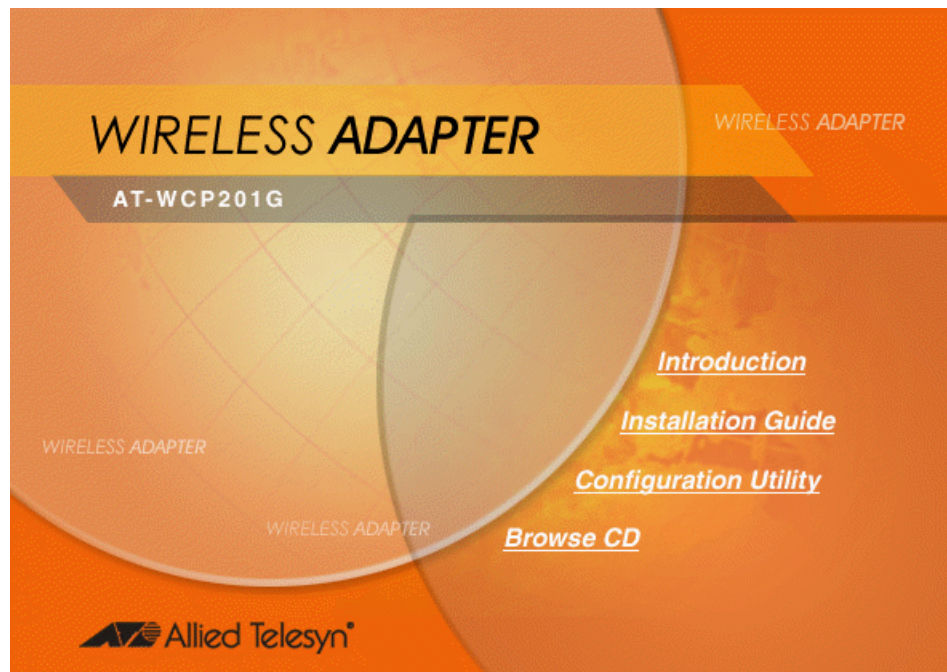 WIRELESS ADAPTER
WIRELESS ADAPTER
AT-WCP201G
Introduction
Installation Guide
WIRELESS ADAPTER
Configuration Utility
WIRELESS ADAPTER
Browse CD
Allied Telesyn®